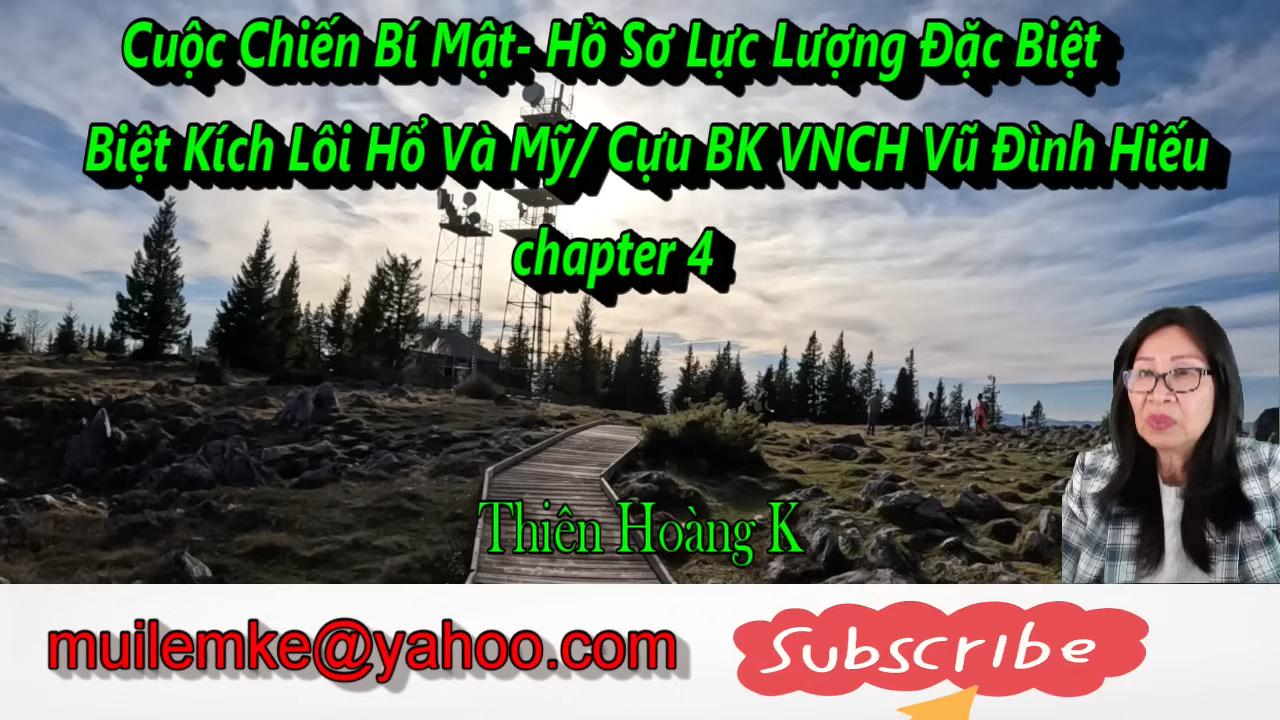 Cuộc Chiến Bí Mật- Hồ Sơ Lực Lượng Đặc Biệt
Biệt Kích Lôi Hổ Và Mỹ/ Cựu BK VNCH Vũ Đình Hiếu
chapter 4
Thiên Hoàng K
muilemke@yahoo.com
Subscribe